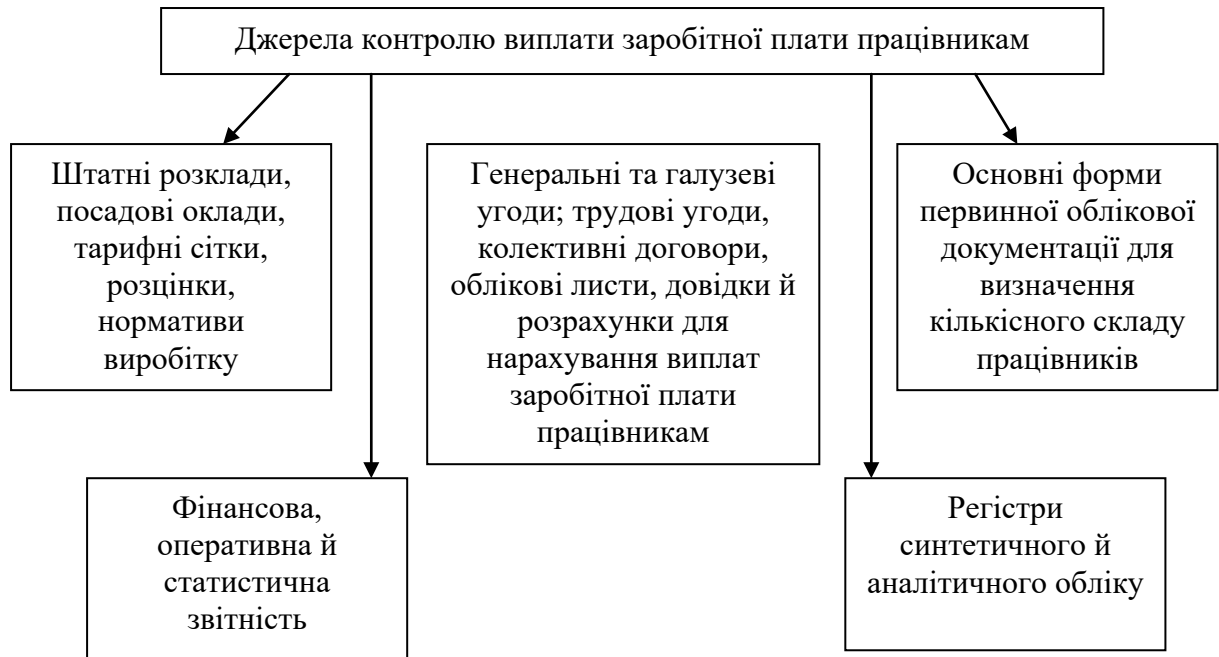 Джерела контролю виплати заробітної плати працівникам
Штатні розклади,
посадові оклади,
тарифні сітки,
розцінки,
нормативи
виробітку
Генеральні та галузеві
угоди; трудові угоди,
колективні договори,
облікові листи, довідки й
розрахунки для
нарахування виплат
заробітної плати
працівникам
Основні форми
первинної облікової
документації для
визначення
кількісного складу
працівників
Фінансова,
оперативна й
статистична
звітність
Регістри
синтетичного й
аналітичного обліку